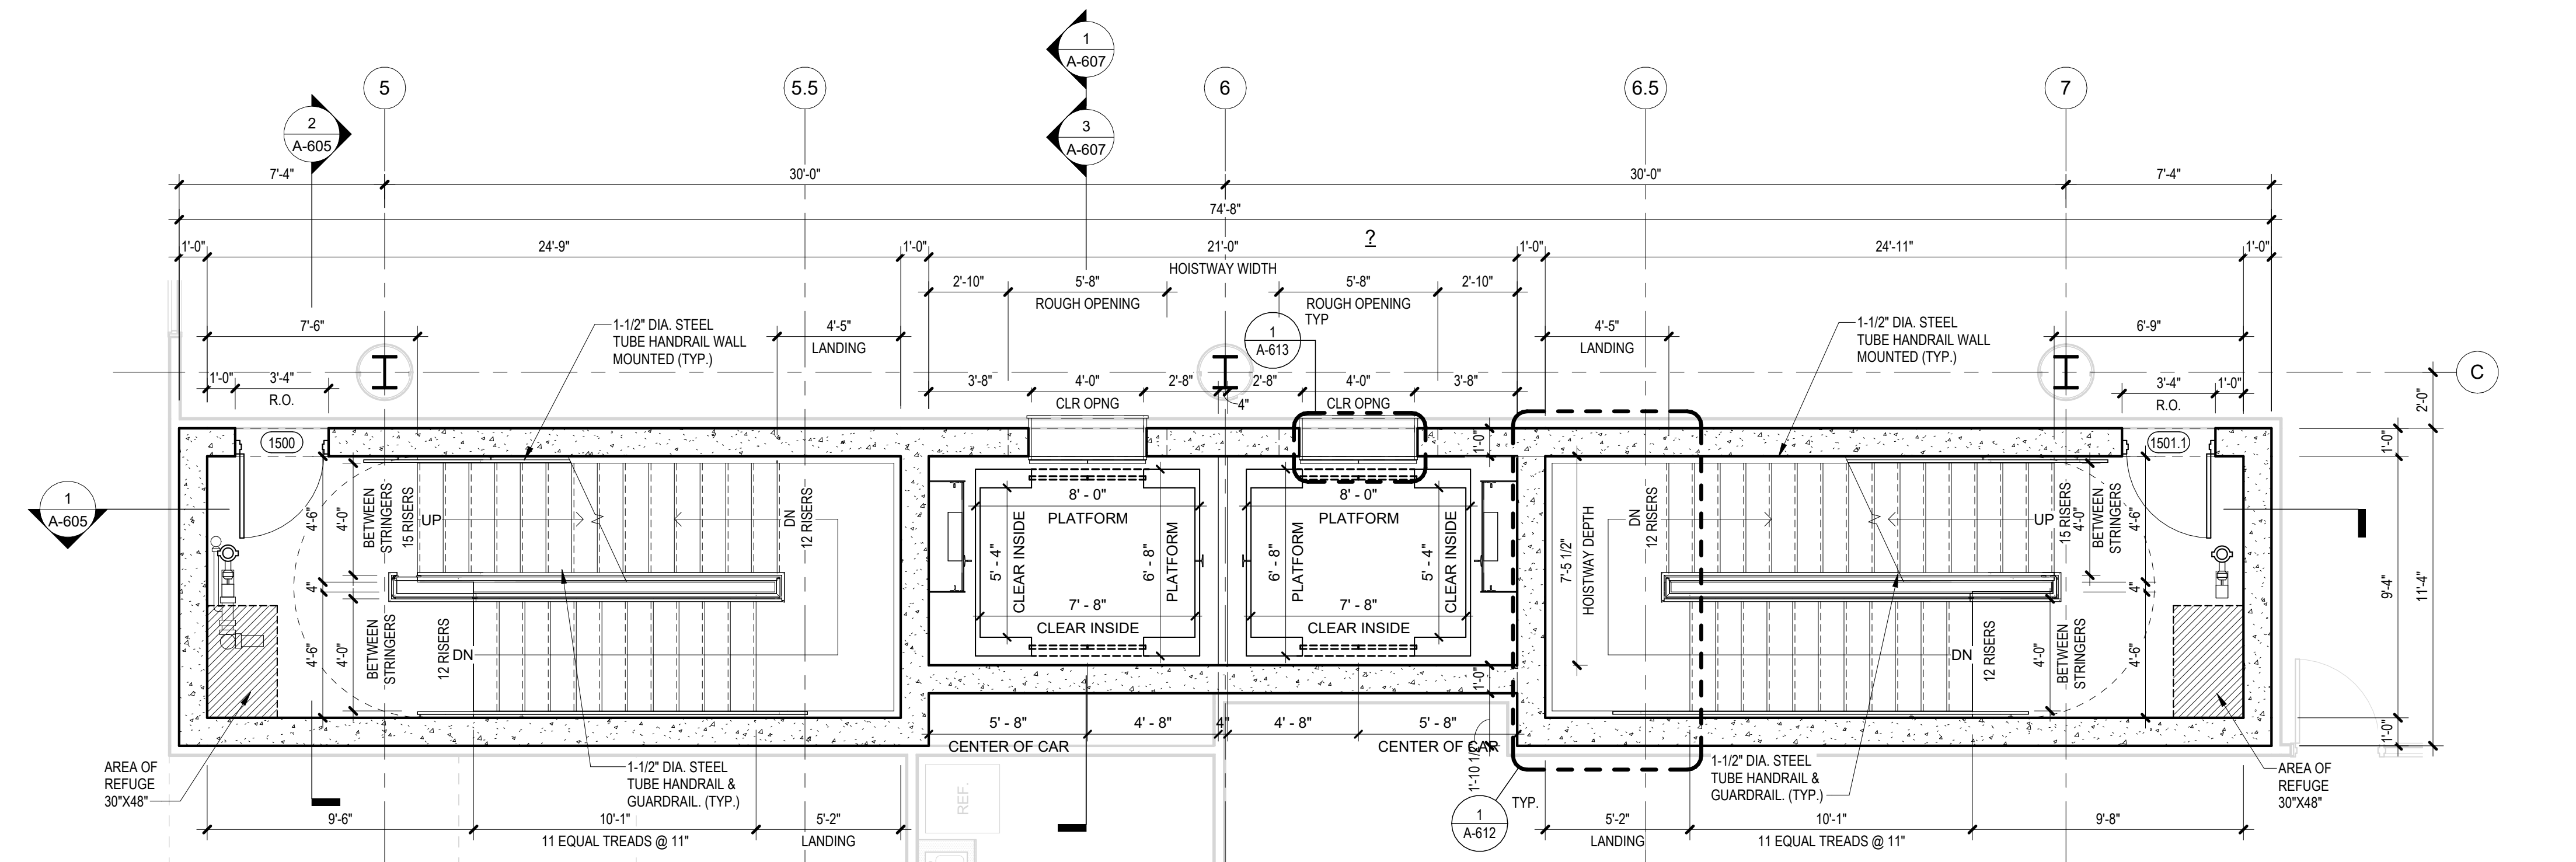 1
A-607
5
5.5
6
6.5
7
2
A-605
3
A-607
7'-4"
30'-0"
30'-0"
7'-4"
74'-8"
?
1'-0"
24'-9"
1'-0"
21'-0"
1'-0"
24'-11"
1'-0"
HOISTWAY WIDTH
2'-10"
5'-8"
5'-8"
2'-10"
ROUGH OPENING
ROUGH OPENING
TYP
7'-6"
1-1/2" DIA. STEEL
TUBE HANDRAIL WALL
MOUNTED (TYP.)
4'-5"
LANDING
1
A-613
4'-5"
LANDING
1-1/2" DIA. STEEL
TUBE HANDRAIL WALL
MOUNTED (TYP.)
6'-9"
C
1'-0"
3'-4"
R.O.
3'-8"
4'-0"
2'-8"
2'-8"
4'-0"
3'-8"
CLR OPNG
4"
CLR OPNG
3'-4"
1'-0"
R.O.
2'-0"
1500
1'-0"
1501.1
1'-0"
1
A-605
4'-6"
4'-0"
BETWEEN
STRINGERS
15 RISERS
UP
DN
12 RISERS
8' - 0"
PLATFORM
5' - 4"
CLEAR INSIDE
6' - 8"
PLATFORM
7' - 8"
CLEAR INSIDE
8' - 0"
PLATFORM
6' - 8"
PLATFORM
5' - 4"
CLEAR INSIDE
7' - 8"
CLEAR INSIDE
7'-5 1/2"
HOISTWAY DEPTH
DN
12 RISERS
UP
15 RISERS
4'-0"
BETWEEN
STRINGERS
4'-6"
4"
4"
9'-4"
11'-4"
4'-6"
4'-0"
BETWEEN
STRINGERS
12 RISERS
DN
DN
12 RISERS
4'-0"
BETWEEN
STRINGERS
4'-6"
1'-0"
5' - 8"
4' - 8"
4"
4' - 8"
5' - 8"
CENTER OF CAR
CENTER OF CAR
1'-10 1/2"
1'-0"
AREA OF
REFUGE
30"X48"
1-1/2" DIA. STEEL
TUBE HANDRAIL &
GUARDRAIL. (TYP.)
REF.
1
A-612
TYP.
1-1/2" DIA. STEEL
TUBE HANDRAIL &
GUARDRAIL. (TYP.)
AREA OF
REFUGE
30"X48"
9'-6"
10'-1"
5'-2"
11 EQUAL TREADS @ 11"
LANDING
5'-2"
10'-1"
9'-8"
LANDING
11 EQUAL TREADS @ 11"